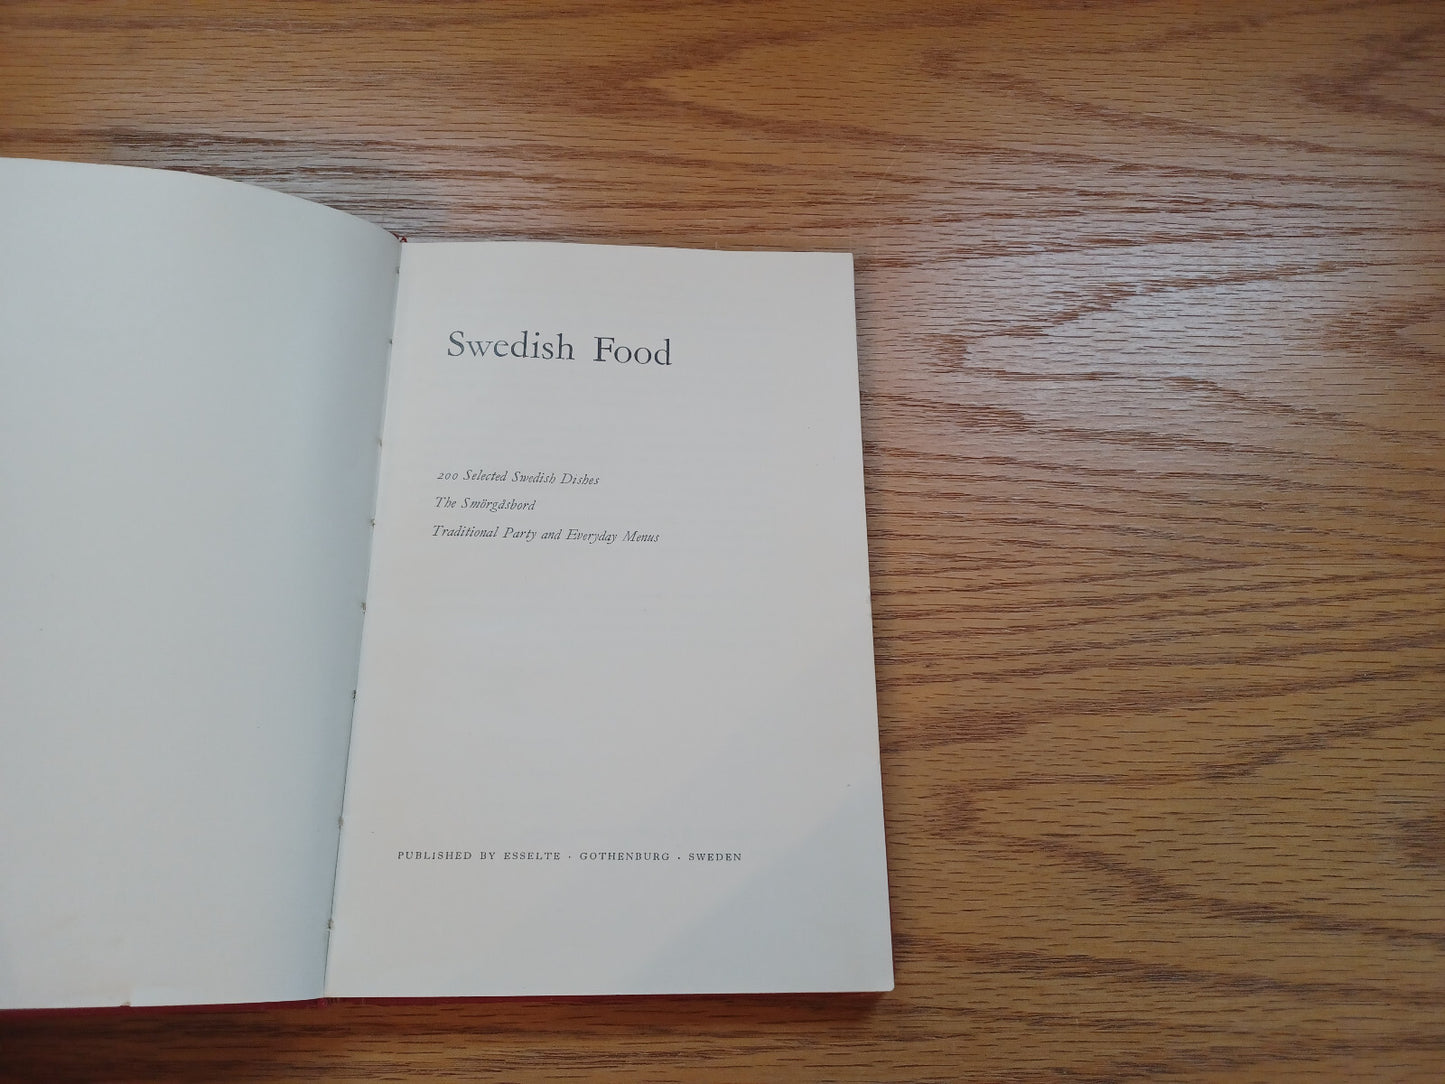 Swedish Food
200 Selected Swedish Dishes
The Smörgåsbord
Traditional Party and Everyday Menus
PUBLISHED BY ESSELTE · GOTHENBURG · SWEDEN